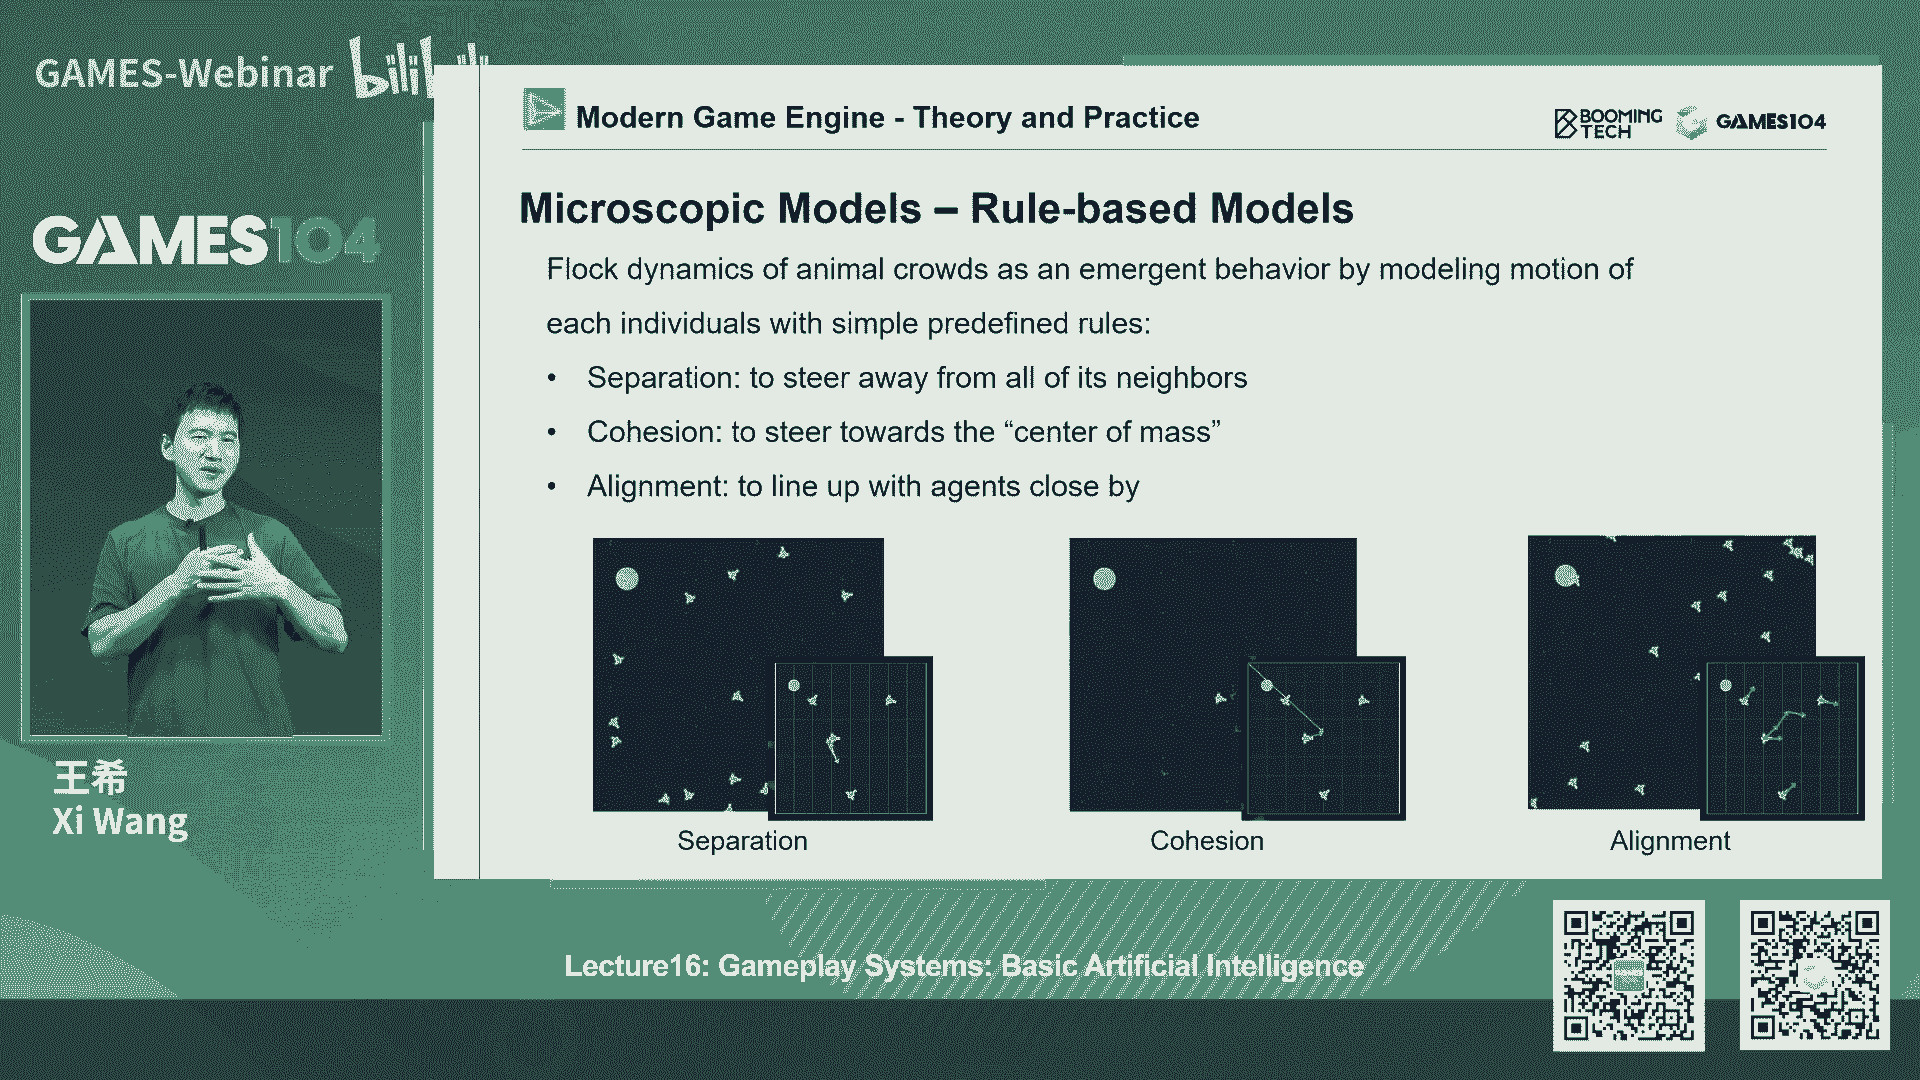 GAMES-Webinar
bilibili
Modern Game Engine - Theory and Practice
BOOMING
TECH
GAMES104
GAMES104
Microscopic Models – Rule-based Models
Flock dynamics of animal crowds as an emergent behavior by modeling motion of
each individuals with simple predefined rules:
• Separation: to steer away from all of its neighbors
• Cohesion: to steer towards the “center of mass”
• Alignment: to line up with agents close by
Separation
Cohesion
Alignment
王希
Xi Wang
Lecture16: Gameplay Systems: Basic Artificial Intelligence